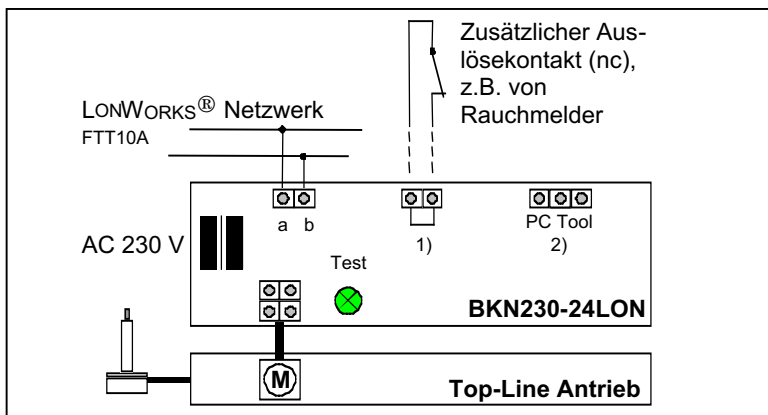 Zusätzlicher Aus-
lösekontakt (nc),
z.B. von
Rauchmelder
LONWORKS® Netzwerk
FTT10A
a b
1)
PC Tool
2)
AC 230 V
Test
BKN230-24LON
M
Top-Line Antrieb